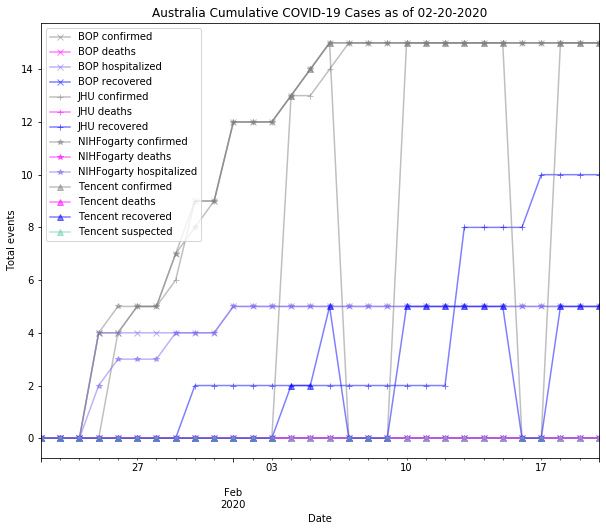 Australia Cumulative COVID-19 Cases as of 02-20-2020
BOP confirmed
BOP deaths
BOP hospitalized
BOP recovered
JHU confirmed
JHU deaths
JHU recovered
NIHFogarty confirmed
NIHFogarty deaths
NIHFogarty hospitalized
Tencent confirmed
Tencent deaths
Tencent recovered
Tencent suspected
Total events
14
12
10
8
6
4
2
0
27
03
10
17
Feb
2020
Date